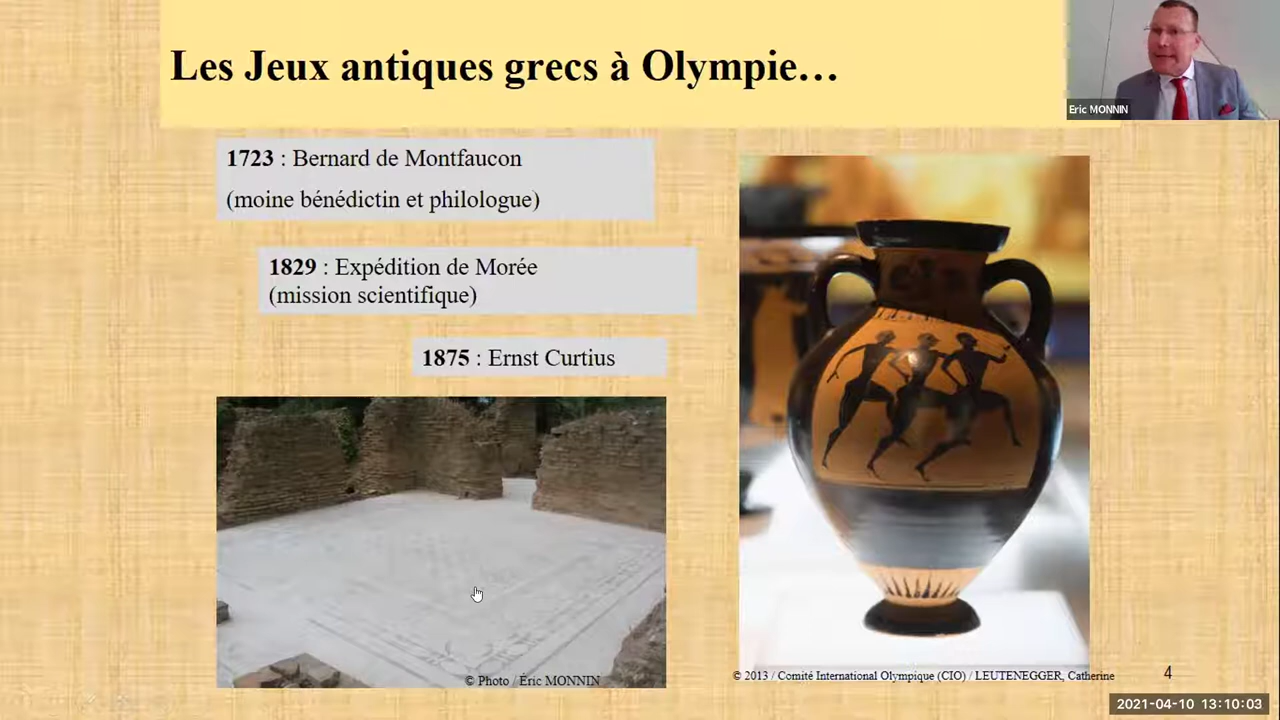 Les Jeux antiques grecs à Olympie…
Eric MONNIN
1723 : Bernard de Montfaucon
(moine bénédictin et philologue)
1829 : Expédition de Morée
(mission scientifique)
1875 : Ernst Curtius
© Photo / Éric MONNIN
© 2013 / Comité International Olympique (CIO) / LEUTENEGGER, Catherine
4
2021-04-10 13:10:03